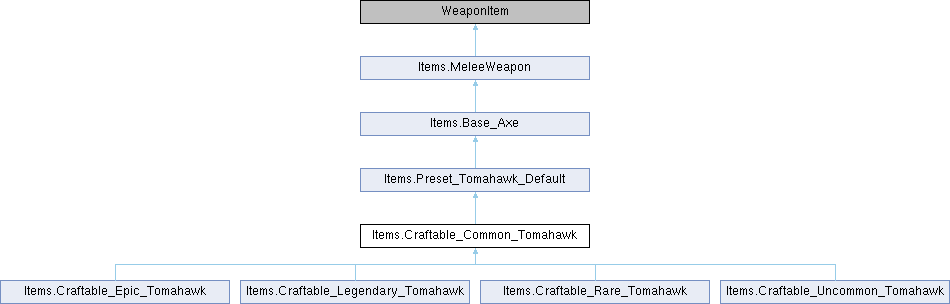 WeaponItem
Items.MeleeWeapon
Items.Base_Axe
Items.Preset_Tomahawk_Default
Items.Craftable_Common_Tomahawk
Items.Craftable_Epic_Tomahawk
Items.Craftable_Legendary_Tomahawk
Items.Craftable_Rare_Tomahawk
Items.Craftable_Uncommon_Tomahawk